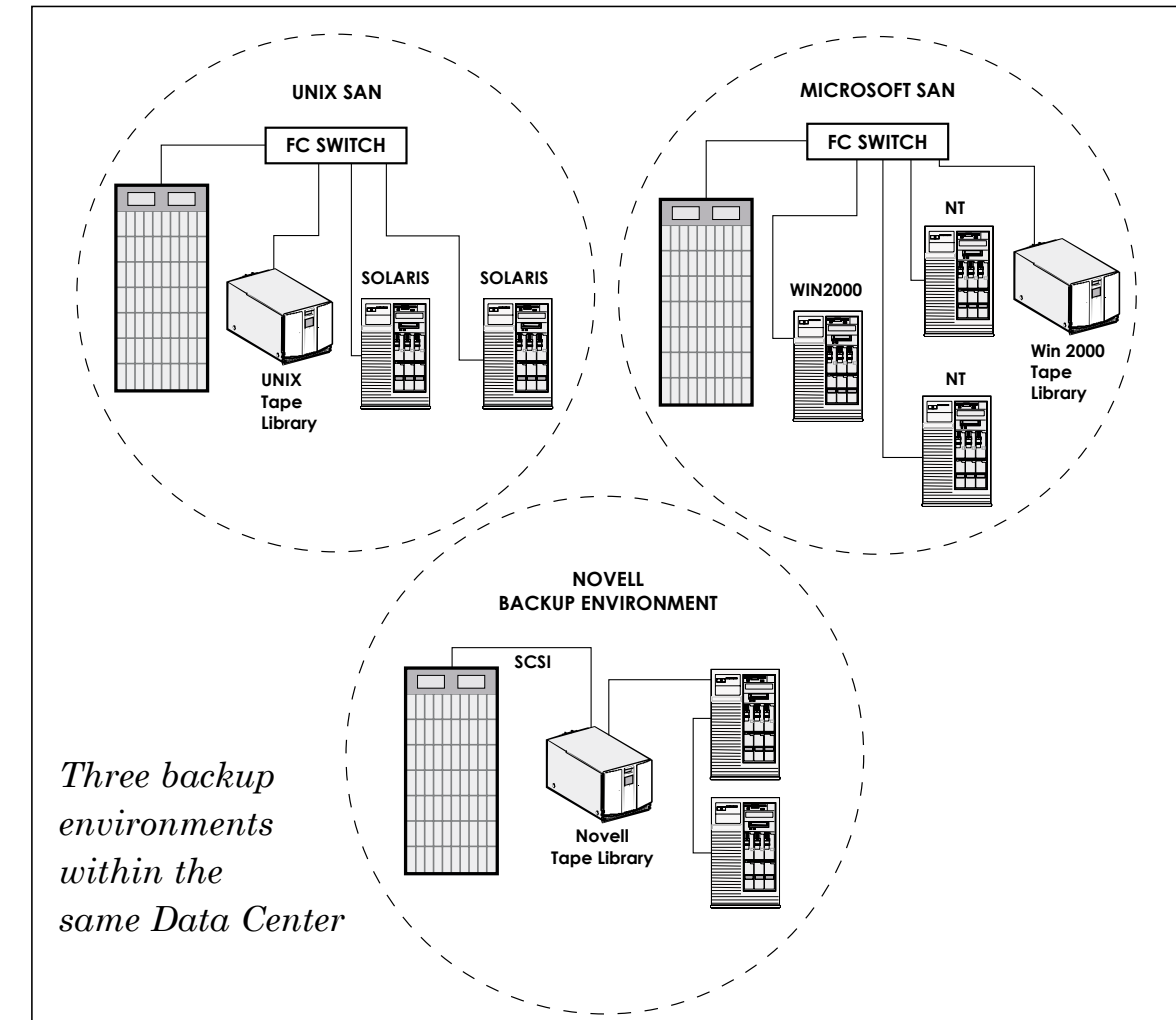 UNIX SAN
FC SWITCH
SOLARIS
SOLARIS
UNIX
Tape
Library
MICROSOFT SAN
FC SWITCH
NT
WIN2000
Win 2000
Tape
Library
NT
NOVELL
BACKUP ENVIRONMENT
SCSI
Novell
Tape Library
Three backup
environments
within the
same Data Center